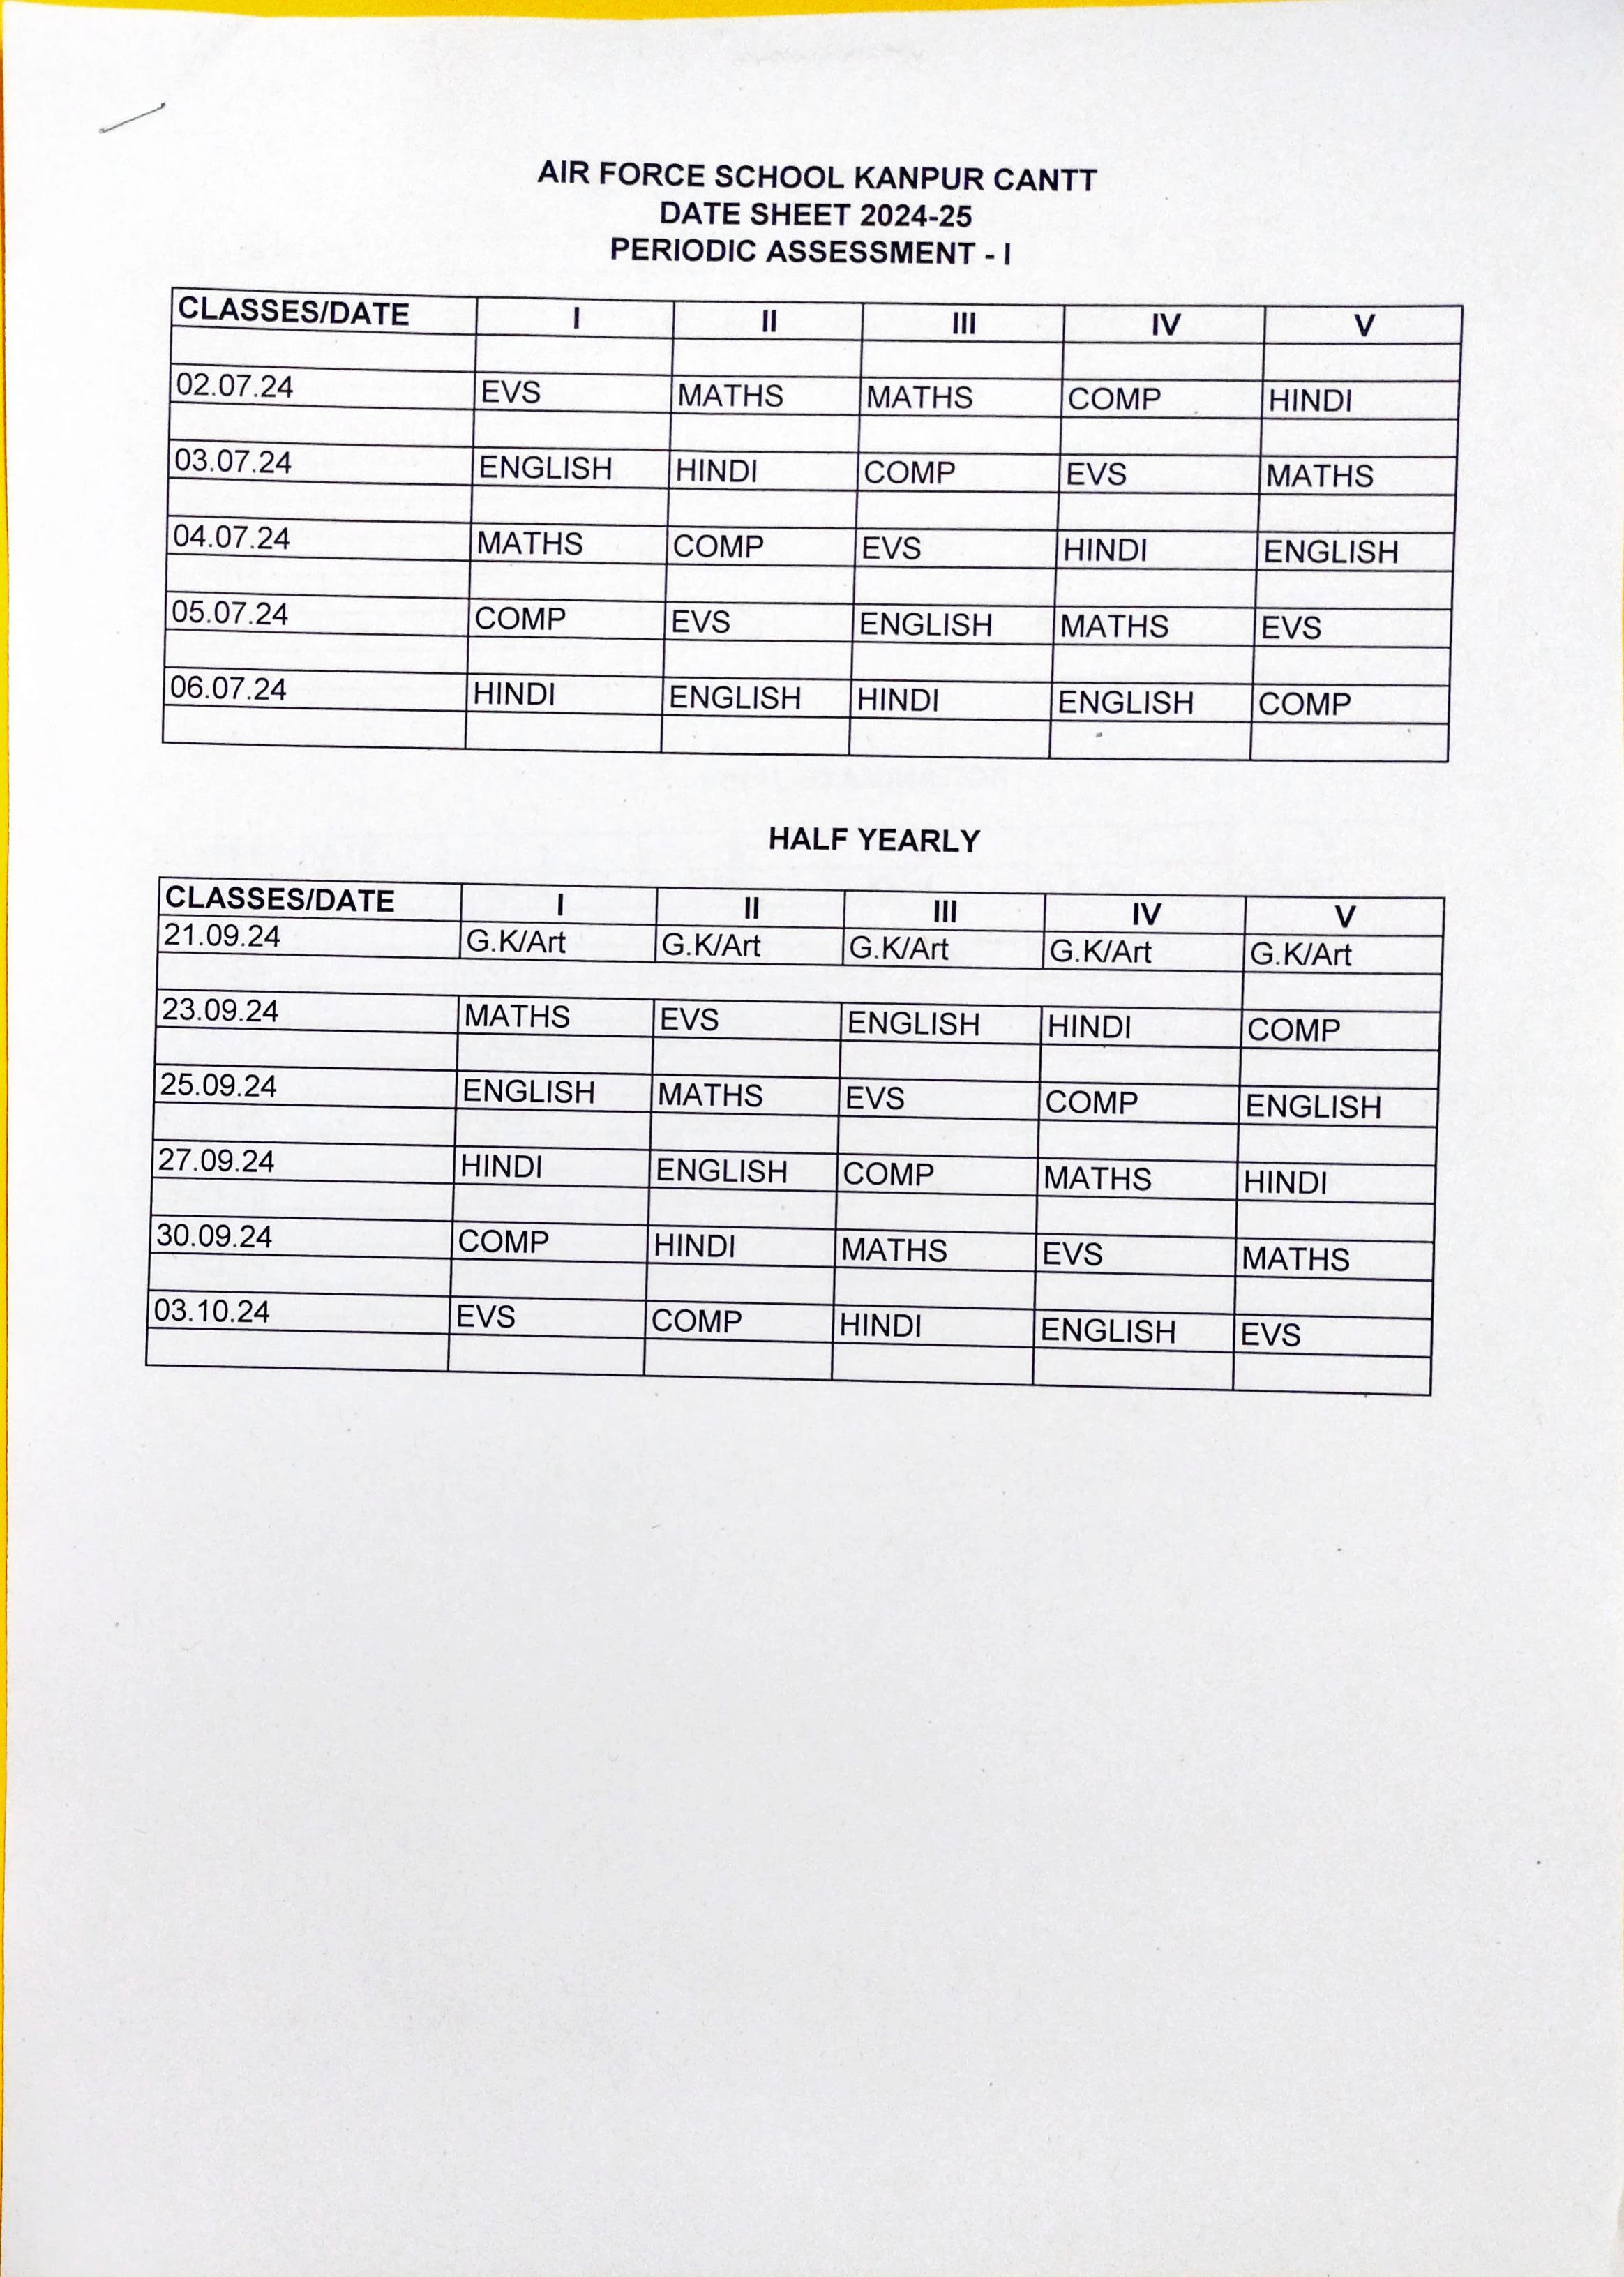 AIR FORCE SCHOOL KANPUR CANTT
DATE SHEET 2024-25
PERIODIC ASSESSMENT - I
CLASSES/DATE I II III IV V
02.07.24 EVS MATHS MATHS COMP HINDI
03.07.24 ENGLISH HINDI COMP EVS MATHS
04.07.24 MATHS COMP EVS HINDI ENGLISH
05.07.24 COMP EVS ENGLISH MATHS EVS
06.07.24 HINDI ENGLISH HINDI ENGLISH COMP
HALF YEARLY
CLASSES/DATE I II III IV V
21.09.24 G.K/Art G.K/Art G.K/Art G.K/Art G.K/Art
23.09.24 MATHS EVS ENGLISH HINDI COMP
25.09.24 ENGLISH MATHS EVS COMP ENGLISH
27.09.24 HINDI ENGLISH COMP MATHS HINDI
30.09.24 COMP HINDI MATHS EVS MATHS
03.10.24 EVS COMP HINDI ENGLISH EVS